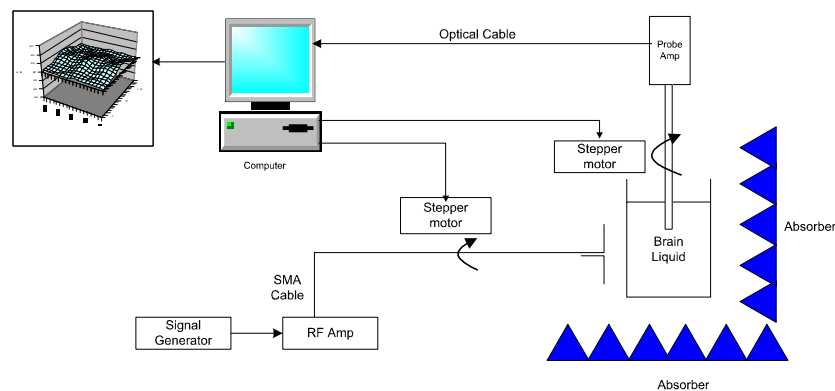 Optical Cable
Probe
Amp
Computer
Stepper
motor
Stepper
motor
Brain
Liquid
Absorber
SMA
Cable
Signal
Generator
RF Amp
Absorber